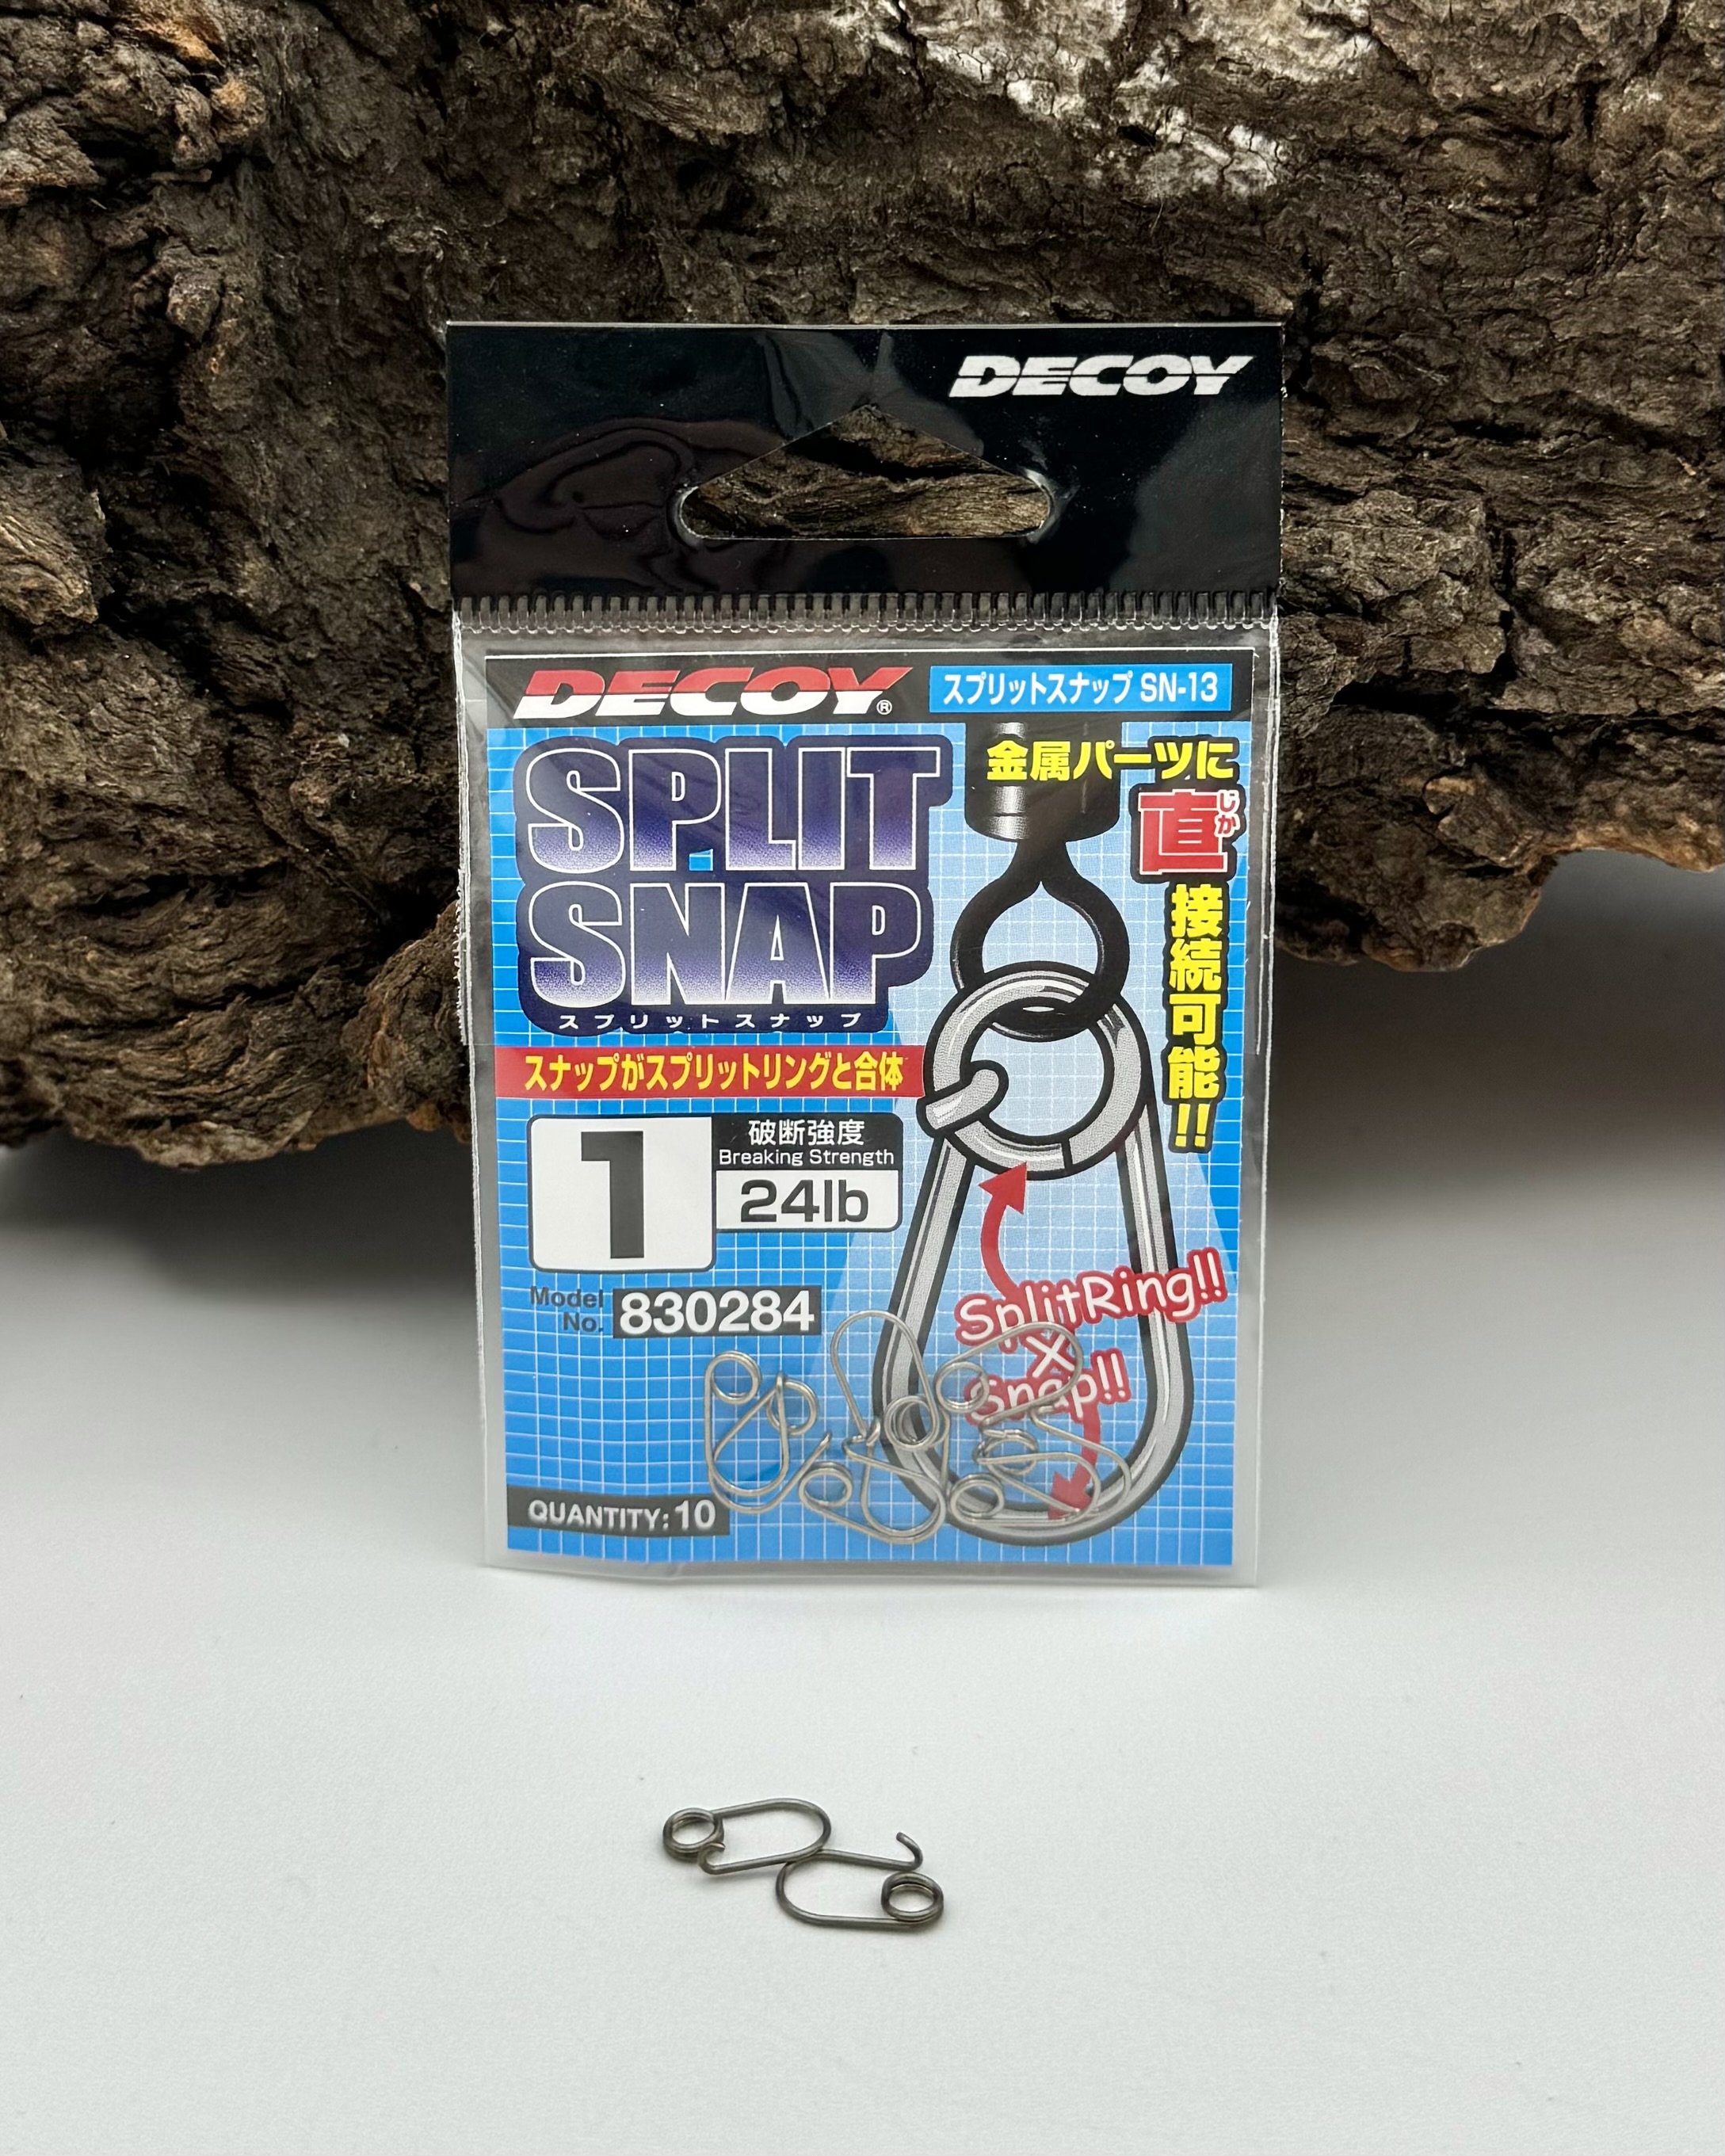 DECOY
DECOY®
スプリットスナップ SN-13
SPLIT
SNAP
スプリットスナップ
金属パーツに
直
じか
接続可能!!
スナップがスプリットリングと合体
1
破断強度
Breaking Strength
24lb
Model
No.
830284
SplitRing!!
×
Snap!!
QUANTITY:10